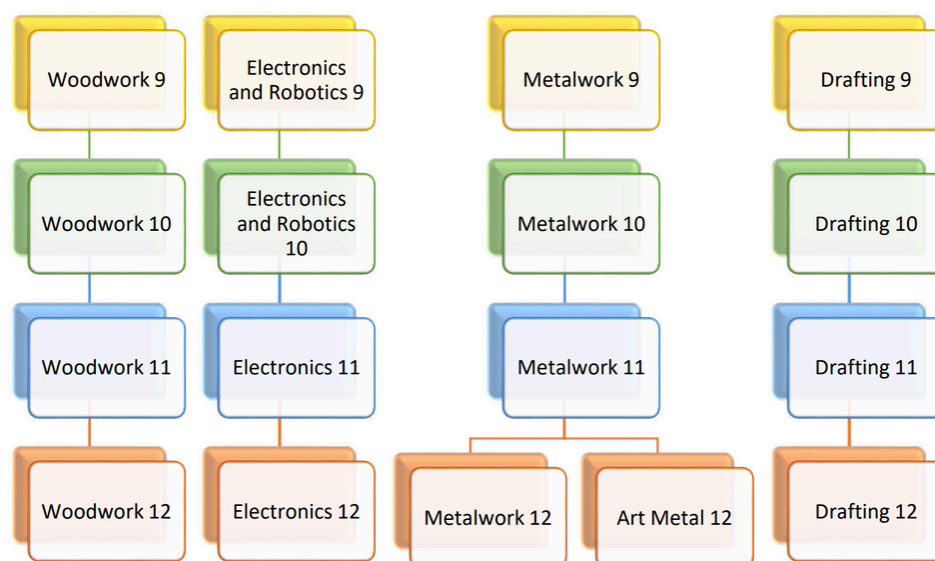 Woodwork 9
Electronics
and Robotics 9
Metalwork 9
Drafting 9
Woodwork 10
Electronics
and Robotics
10
Metalwork 10
Drafting 10
Woodwork 11
Electronics 11
Metalwork 11
Drafting 11
Woodwork 12
Electronics 12
Metalwork 12
Art Metal 12
Drafting 12